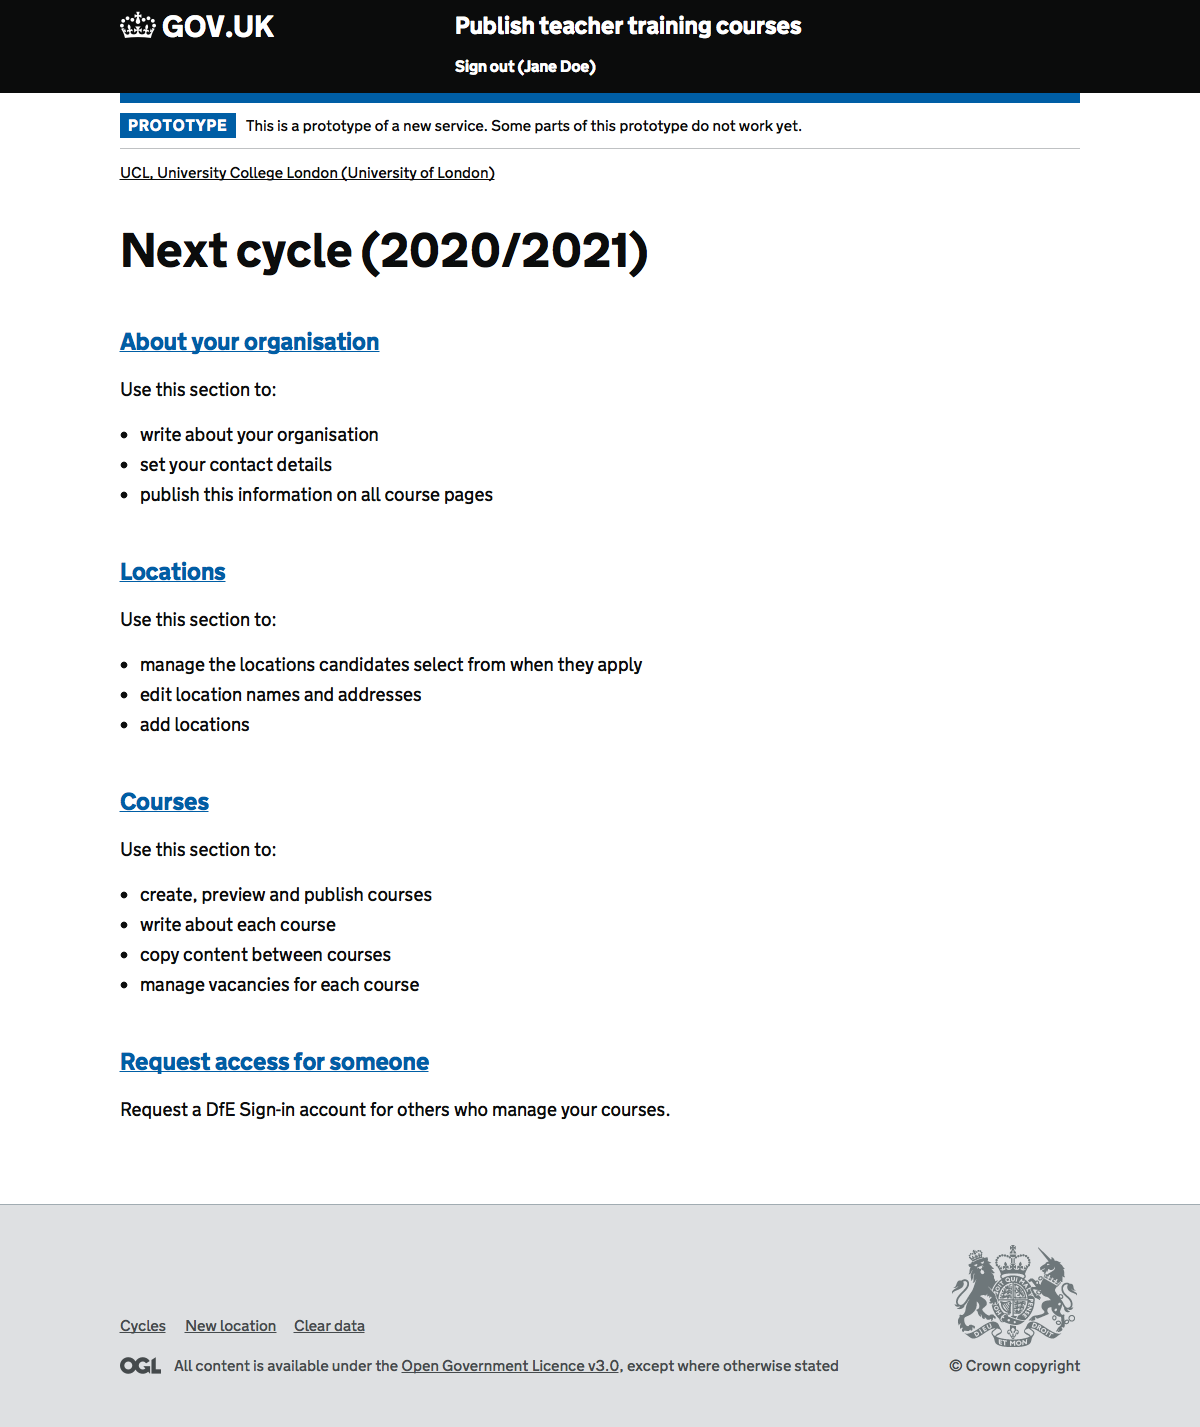 GOV.UK
Publish teacher training courses
Sign out (Jane Doe)
PROTOTYPE This is a prototype of a new service. Some parts of this prototype do not work yet.
UCL, University College London (University of London)
Next cycle (2020/2021)
About your organisation
Use this section to:
• write about your organisation
• set your contact details
• publish this information on all course pages
Locations
Use this section to:
• manage the locations candidates select from when they apply
• edit location names and addresses
• add locations
Courses
Use this section to:
• create, preview and publish courses
• write about each course
• copy content between courses
• manage vacancies for each course
Request access for someone
Request a DfE Sign-in account for others who manage your courses.
Cycles New location Clear data
OGL All content is available under the Open Government Licence v3.0, except where otherwise stated
DIEU ET MON DROIT
© Crown copyright